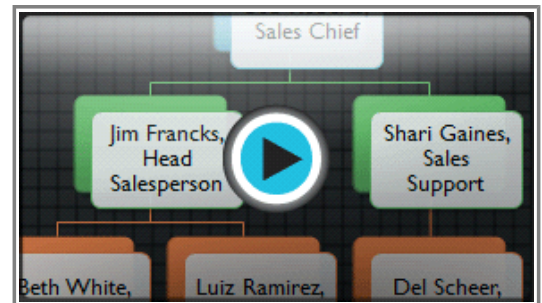 Sales Chief
Jim Francks,
Head
Salesperson
Shari Gaines,
Sales
Support
Beth White,
Luiz Ramirez,
Del Scheer,